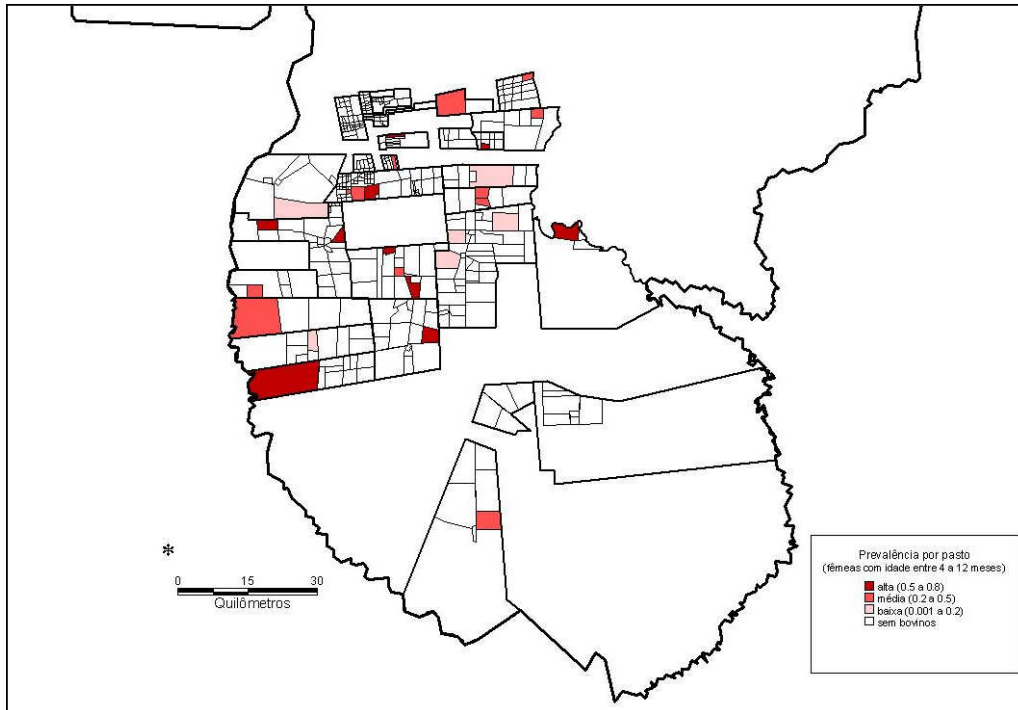 *
0 15 30
Quilômetros
Prevalência por pasto
(fêmeas com idade entre 4 a 12 meses)
alta (0.5 a 0.8)
média (0.2 a 0.5)
baixa (0.001 a 0.2)
sem bovinos